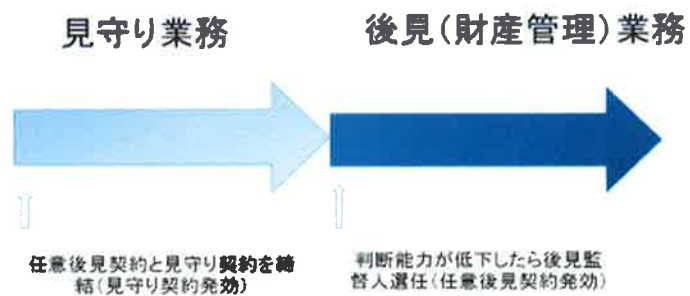 見守り業務
後見(財産管理)業務
任意後見契約と見守り契約を締
結(見守り契約発効)
判断能力が低下したら後見監
督人選任(任意後見契約発効)